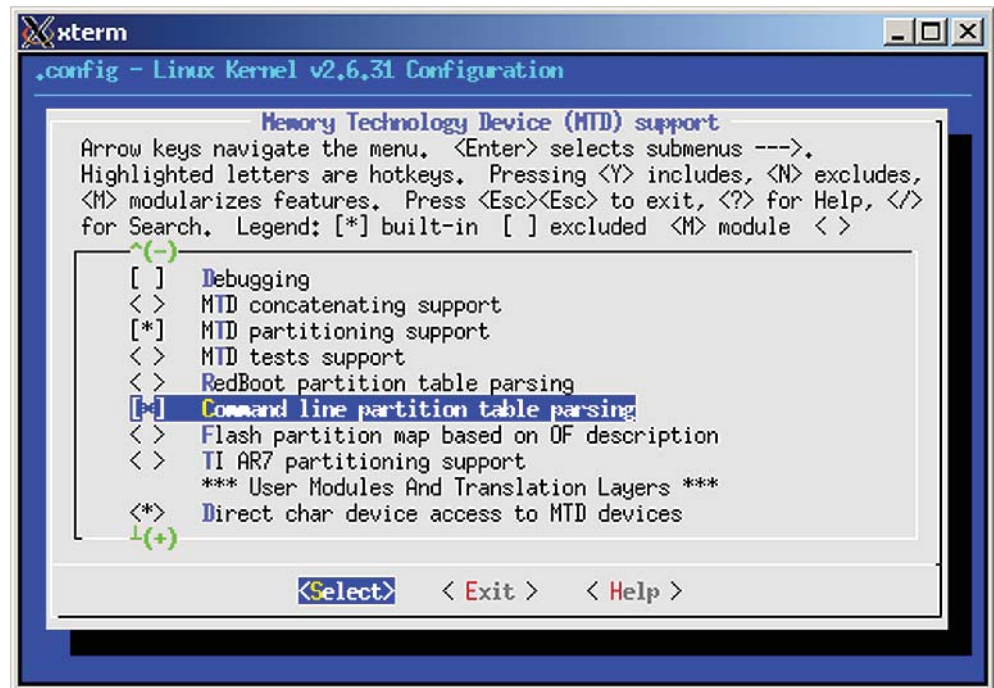 xterm
.config - Linux Kernel v2.6.31 Configuration
Memory Technology Device (MTD) support
Arrow keys navigate the menu. <Enter> selects submenus --->.
Highlighted letters are hotkeys. Pressing <Y> includes, <N> excludes,
<M> modularizes features. Press <Esc><Esc> to exit, <?> for Help, </>
for Search. Legend: [*] built-in [ ] excluded <M> module < >
^(-)
[ ] Debugging
< > MTD concatenating support
[*] MTD partitioning support
< > MTD tests support
< > RedBoot partition table parsing
[*] Command line partition table parsing
< > Flash partition map based on OF description
< > TI AR7 partitioning support
*** User Modules And Translation Layers ***
<*> Direct char device access to MTD devices
┴(+)
<Select> < Exit > < Help >